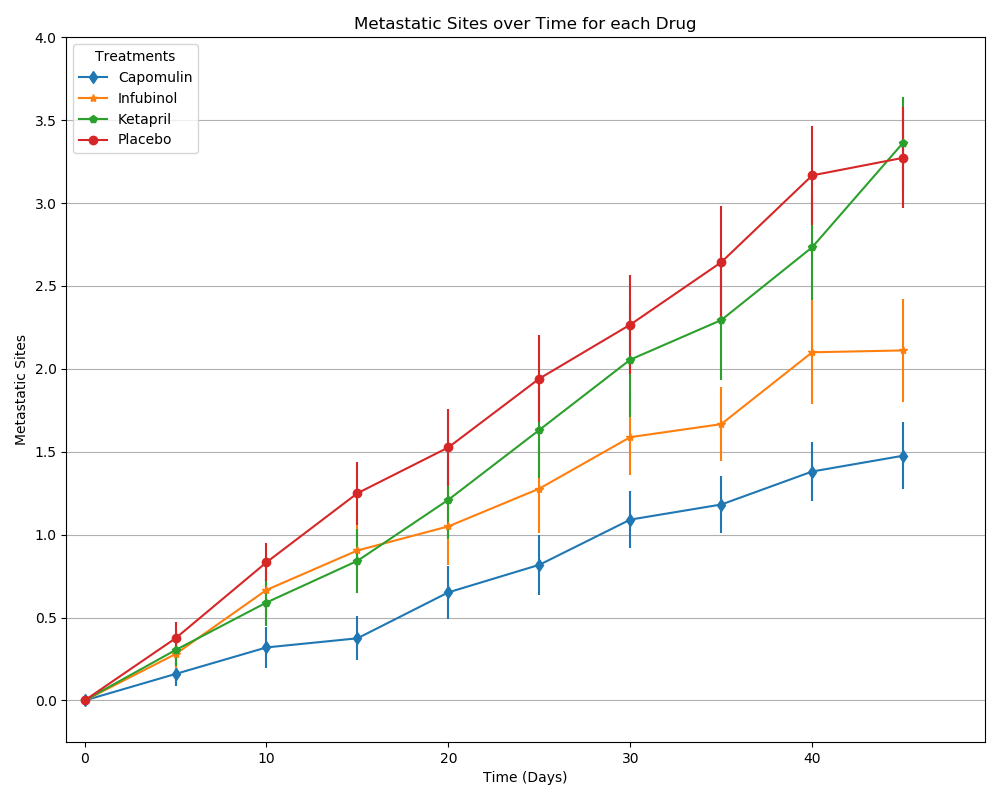 Metastatic Sites over Time for each Drug
4.0
3.5
3.0
2.5
2.0
1.5
1.0
0.5
0.0
Metastatic Sites
Treatments
Capomulin
Infubinol
Ketapril
Placebo
0 10 20 30 40
Time (Days)